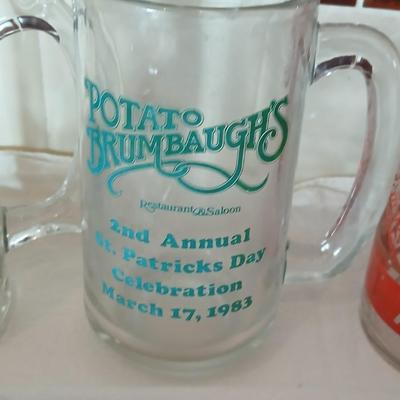 POTATO
BRUMBAUGH'S
Restaurant & Saloon
2nd Annual
St. Patricks Day
Celebration
March 17, 1983